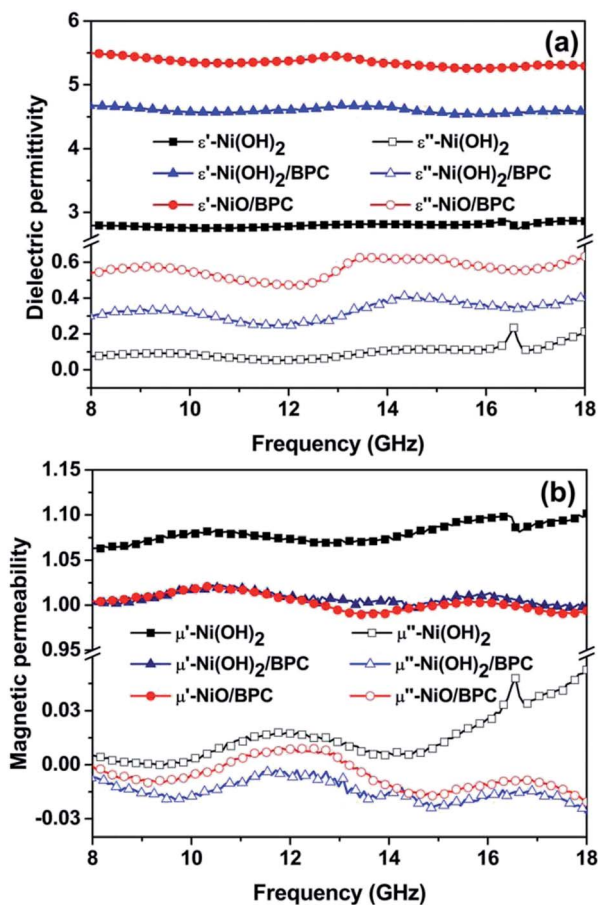 (a)
6
5
4
3
0.6
0.4
0.2
0.0
Dielectric permittivity
ε'-Ni(OH)2 ε''-Ni(OH)2
ε'-Ni(OH)2/BPC ε''-Ni(OH)2/BPC
ε'-NiO/BPC ε''-NiO/BPC
8 10 12 14 16 18
Frequency (GHz)
(b)
1.15
1.10
1.05
1.00
0.95
0.03
0.00
-0.03
Magnetic permeability
μ'-Ni(OH)2 μ''-Ni(OH)2
μ'-Ni(OH)2/BPC μ''-Ni(OH)2/BPC
μ'-NiO/BPC μ''-NiO/BPC
8 10 12 14 16 18
Frequency (GHz)